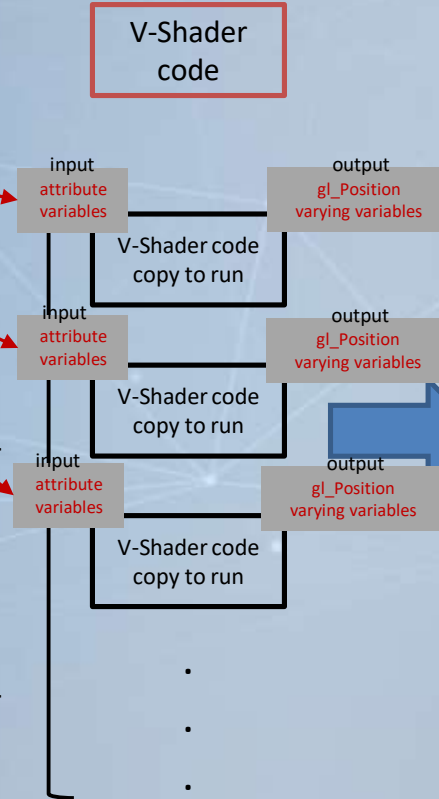 V-Shader
code
input
attribute
variables
output
gl_Position
varying variables
V-Shader code
copy to run
input
attribute
variables
output
gl_Position
varying variables
V-Shader code
copy to run
input
attribute
variables
output
gl_Position
varying variables
V-Shader code
copy to run
.
.
.